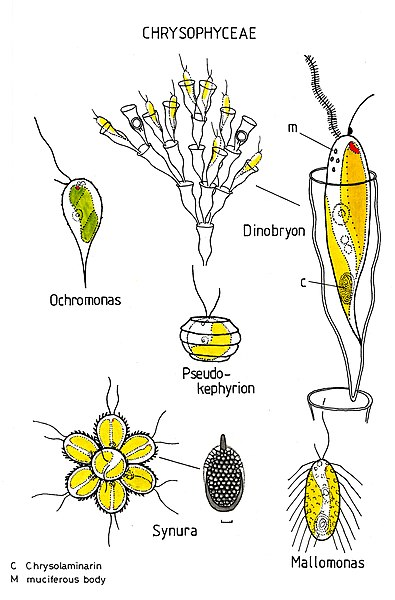 CHRYSOPHYCEAE
m
Dinobryon
c
Ochromonas
Pseudo-
kephyrion
Synura
Mallomonas
C Chrysolaminarin
M muciferous body